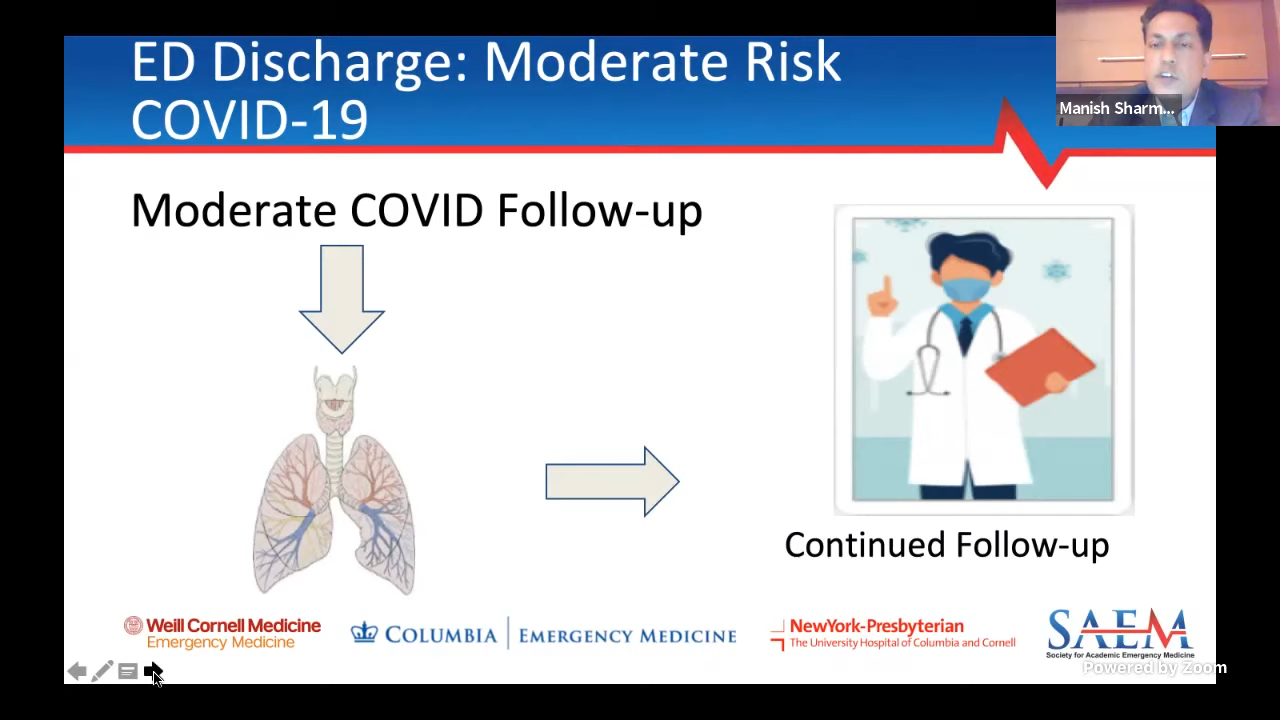 ED Discharge: Moderate Risk
COVID-19
Manish Sharm...
Moderate COVID Follow-up
Continued Follow-up
Weill Cornell Medicine
Emergency Medicine
COLUMBIA
EMERGENCY MEDICINE
NewYork-Presbyterian
The University Hospital of Columbia and Cornell
SAEM
Society for Academic Emergency Medicine
Powered by Zoom